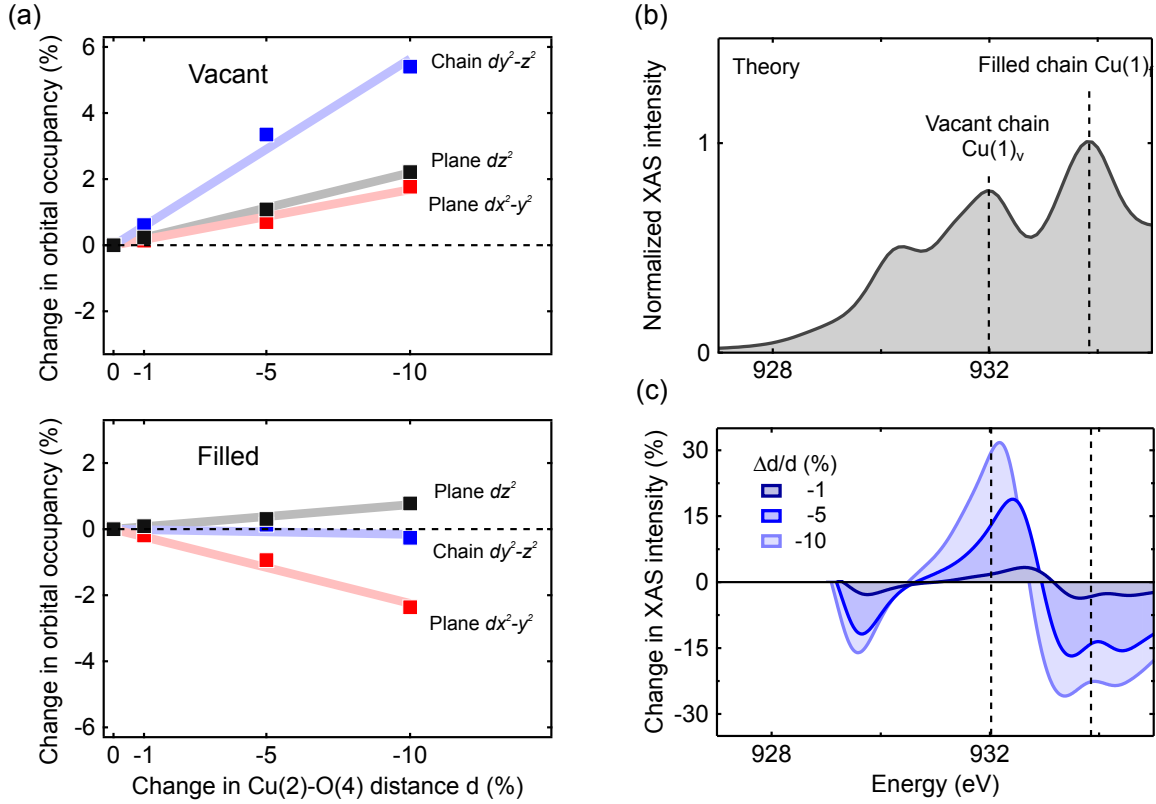 (a)
Change in orbital occupancy (%)
6
4
2
0
-2
Vacant
Chain dy²-z²
Plane dz²
Plane dx²-y²
0 -1 -5 -10
Change in orbital occupancy (%)
2
0
-2
-4
-6
Filled
Plane dz²
Chain dy²-z²
Plane dx²-y²
0 -1 -5 -10
Change in Cu(2)-O(4) distance d (%)
(b)
Normalized XAS intensity
1
0
Theory
Filled chain Cu(1)f
Vacant chain
Cu(1)v
928 932
(c)
Change in XAS intensity (%)
30
15
0
-15
-30
Δd/d (%)
-1
-5
-10
928 932
Energy (eV)